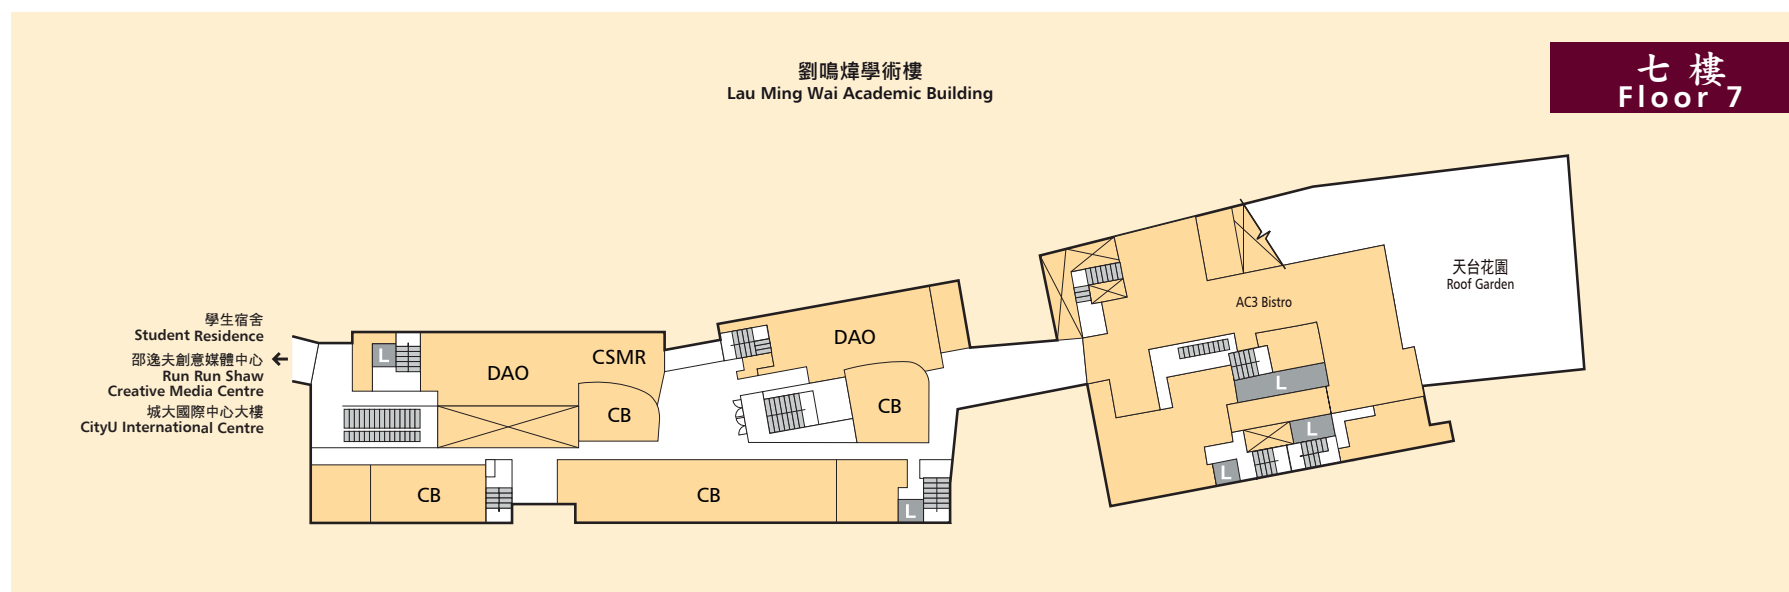 劉鳴煒學術樓
Lau Ming Wai Academic Building
七樓
Floor 7
天台花園
Roof Garden
AC3 Bistro
學生宿舍
Student Residence
邵逸夫創意媒體中心
Run Run Shaw
Creative Media Centre
城大國際中心大樓
CityU International Centre
L
DAO
CSMR
CB
CB
DAO
CB
CB
L
L
L
L